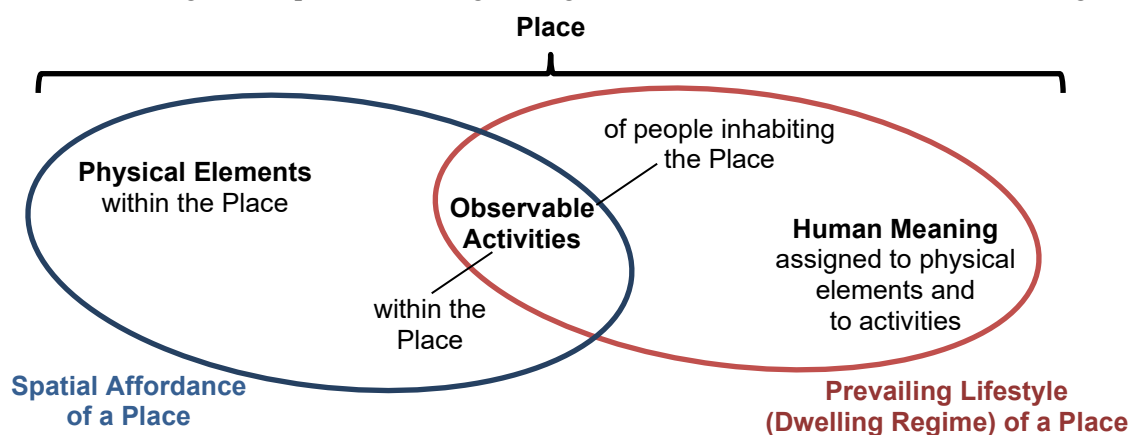 Place
of people inhabiting
the Place
Physical Elements
within the Place
Observable
Activities
Human Meaning
assigned to physical
elements and
to activities
within the
Place
Spatial Affordance
of a Place
Prevailing Lifestyle
(Dwelling Regime) of a Place